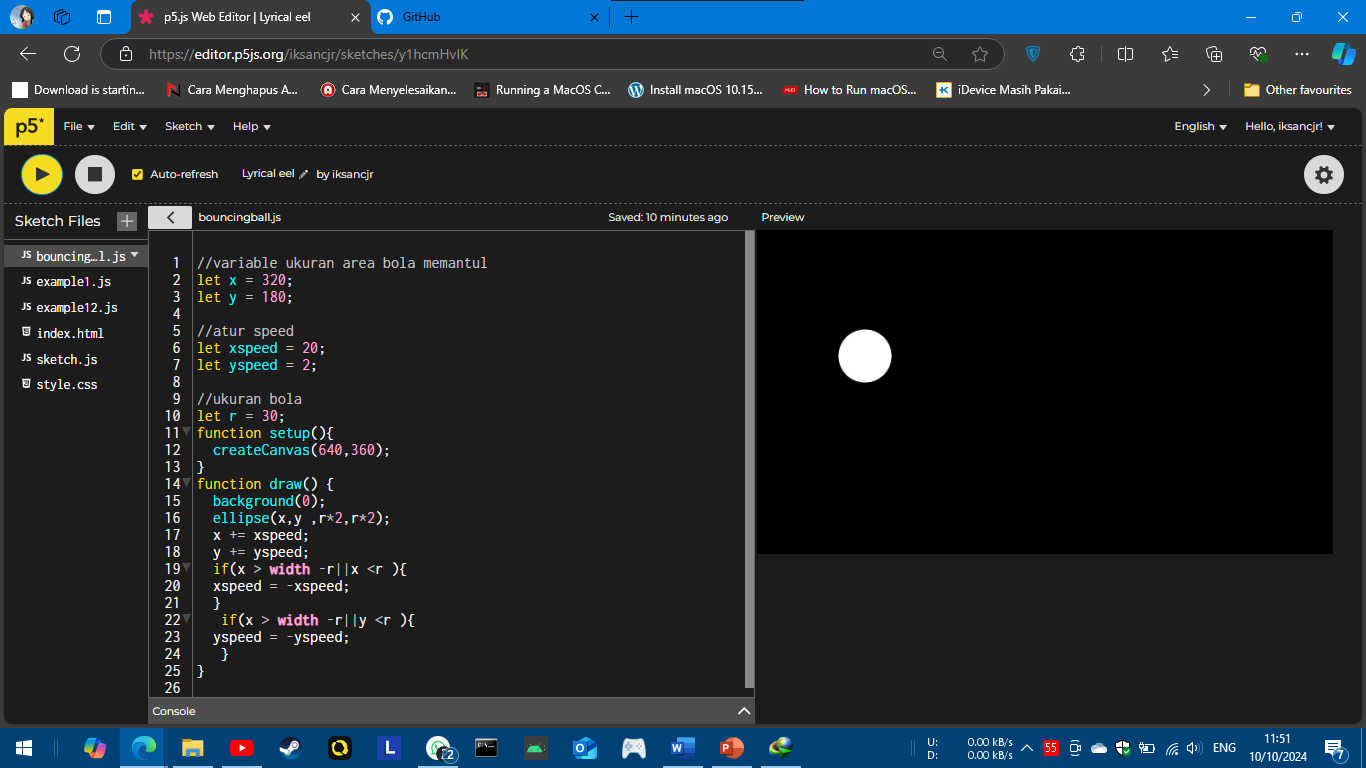 p5.js Web Editor | Lyrical eel
GitHub
https://editor.p5js.org/iksancjr/sketches/y1hcmHvIK
Download is startin...
Cara Menghapus A...
Cara Menyelesaikan...
Running a MacOS C...
Install macOS 10.15...
How to Run macOS...
iDevice Masih Pakai...
Other favourites
p5*
File
Edit
Sketch
Help
English
Hello, iksancjr!
Auto-refresh
Lyrical eel
by iksancjr
Sketch Files
bouncingball.js
Saved: 10 minutes ago
Preview
JS bouncing…l.js
JS example1.js
JS example12.js
index.html
JS sketch.js
style.css
1 //variable ukuran area bola memantul
2 let x = 320;
3 let y = 180;
4
5 //atur speed
6 let xspeed = 20;
7 let yspeed = 2;
8
9 //ukuran bola
10 let r = 30;
11 function setup(){
12 createCanvas(640,360);
13 }
14 function draw() {
15 background(0);
16 ellipse(x,y ,r*2,r*2);
17 x += xspeed;
18 y += yspeed;
19 if(x > width -r||x <r ){
20 xspeed = -xspeed;
21 }
22 if(x > width -r||y <r ){
23 yspeed = -yspeed;
24 }
25 }
26
Console
2
L
U: 0.00 kB/s
D: 0.00 kB/s
55
ENG
11:51
10/10/2024
7